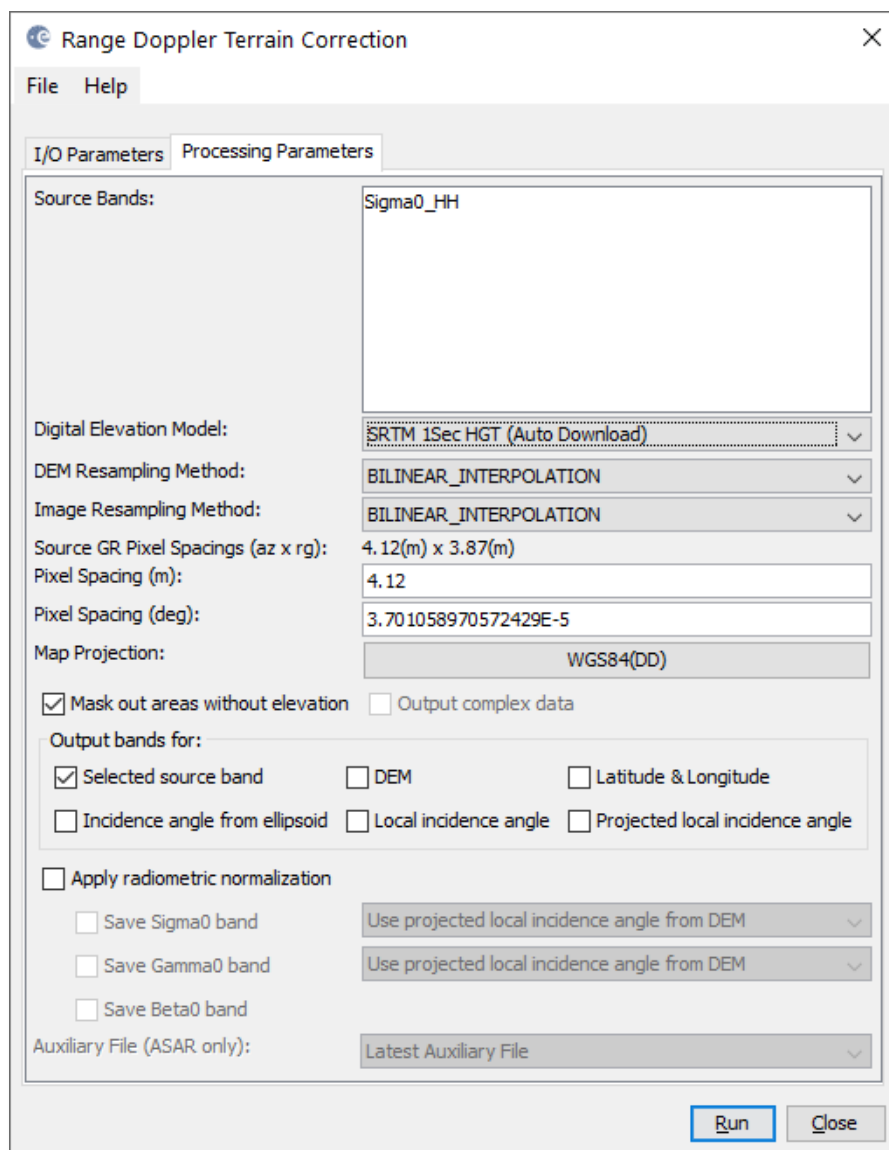 Range Doppler Terrain Correction
File Help
I/O Parameters Processing Parameters
Source Bands: Sigma0_HH
Digital Elevation Model: SRTM 1Sec HGT (Auto Download)
DEM Resampling Method: BILINEAR_INTERPOLATION
Image Resampling Method: BILINEAR_INTERPOLATION
Source GR Pixel Spacings (az x rg): 4.12(m) x 3.87(m)
Pixel Spacing (m): 4.12
Pixel Spacing (deg): 3.701058970572429E-5
Map Projection: WGS84(DD)
Mask out areas without elevation Output complex data
Output bands for:
Selected source band DEM Latitude & Longitude
Incidence angle from ellipsoid Local incidence angle Projected local incidence angle
Apply radiometric normalization
Save Sigma0 band Use projected local incidence angle from DEM
Save Gamma0 band Use projected local incidence angle from DEM
Save Beta0 band
Auxiliary File (ASAR only): Latest Auxiliary File
Run Close